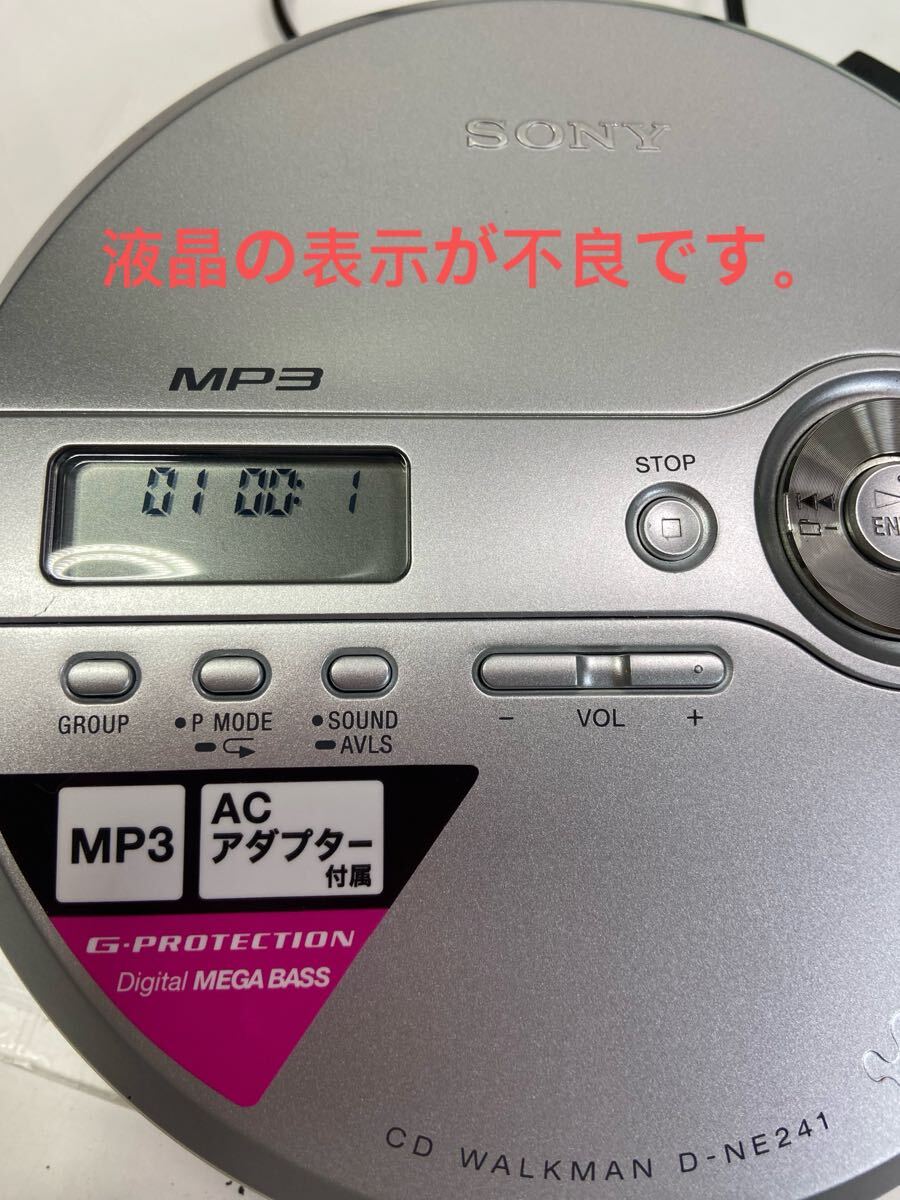 SONY
液晶の表示が不良です。
MP3
01 00: 1
STOP
GROUP
P MODE
SOUND
AVLS
− VOL +
MP3
AC
アダプター
付属
G-PROTECTION
Digital MEGA BASS
CD WALKMAN D-NE241